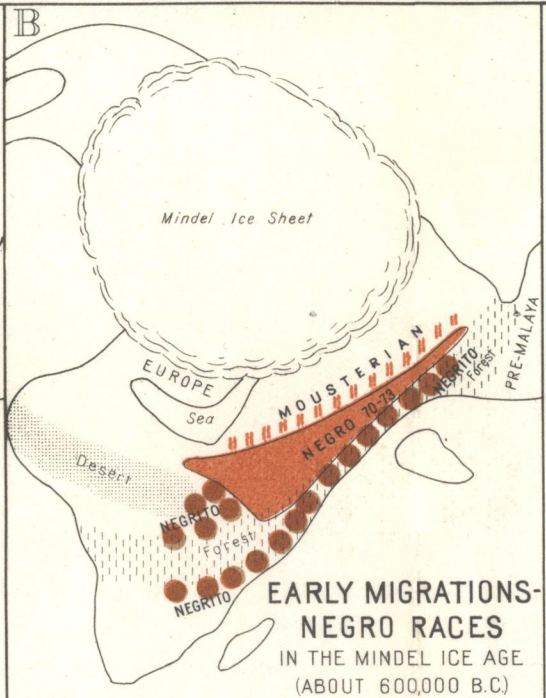 B
Mindel Ice Sheet
EUROPE
Sea
MOUSTERIAN
NEGRO 70-73
NEGRITO
Forest
PRE-MALAYA
Desert
NEGRITO
Forest
NEGRITO
EARLY MIGRATIONS-
NEGRO RACES
IN THE MINDEL ICE AGE
(ABOUT 600,000 B.C.)